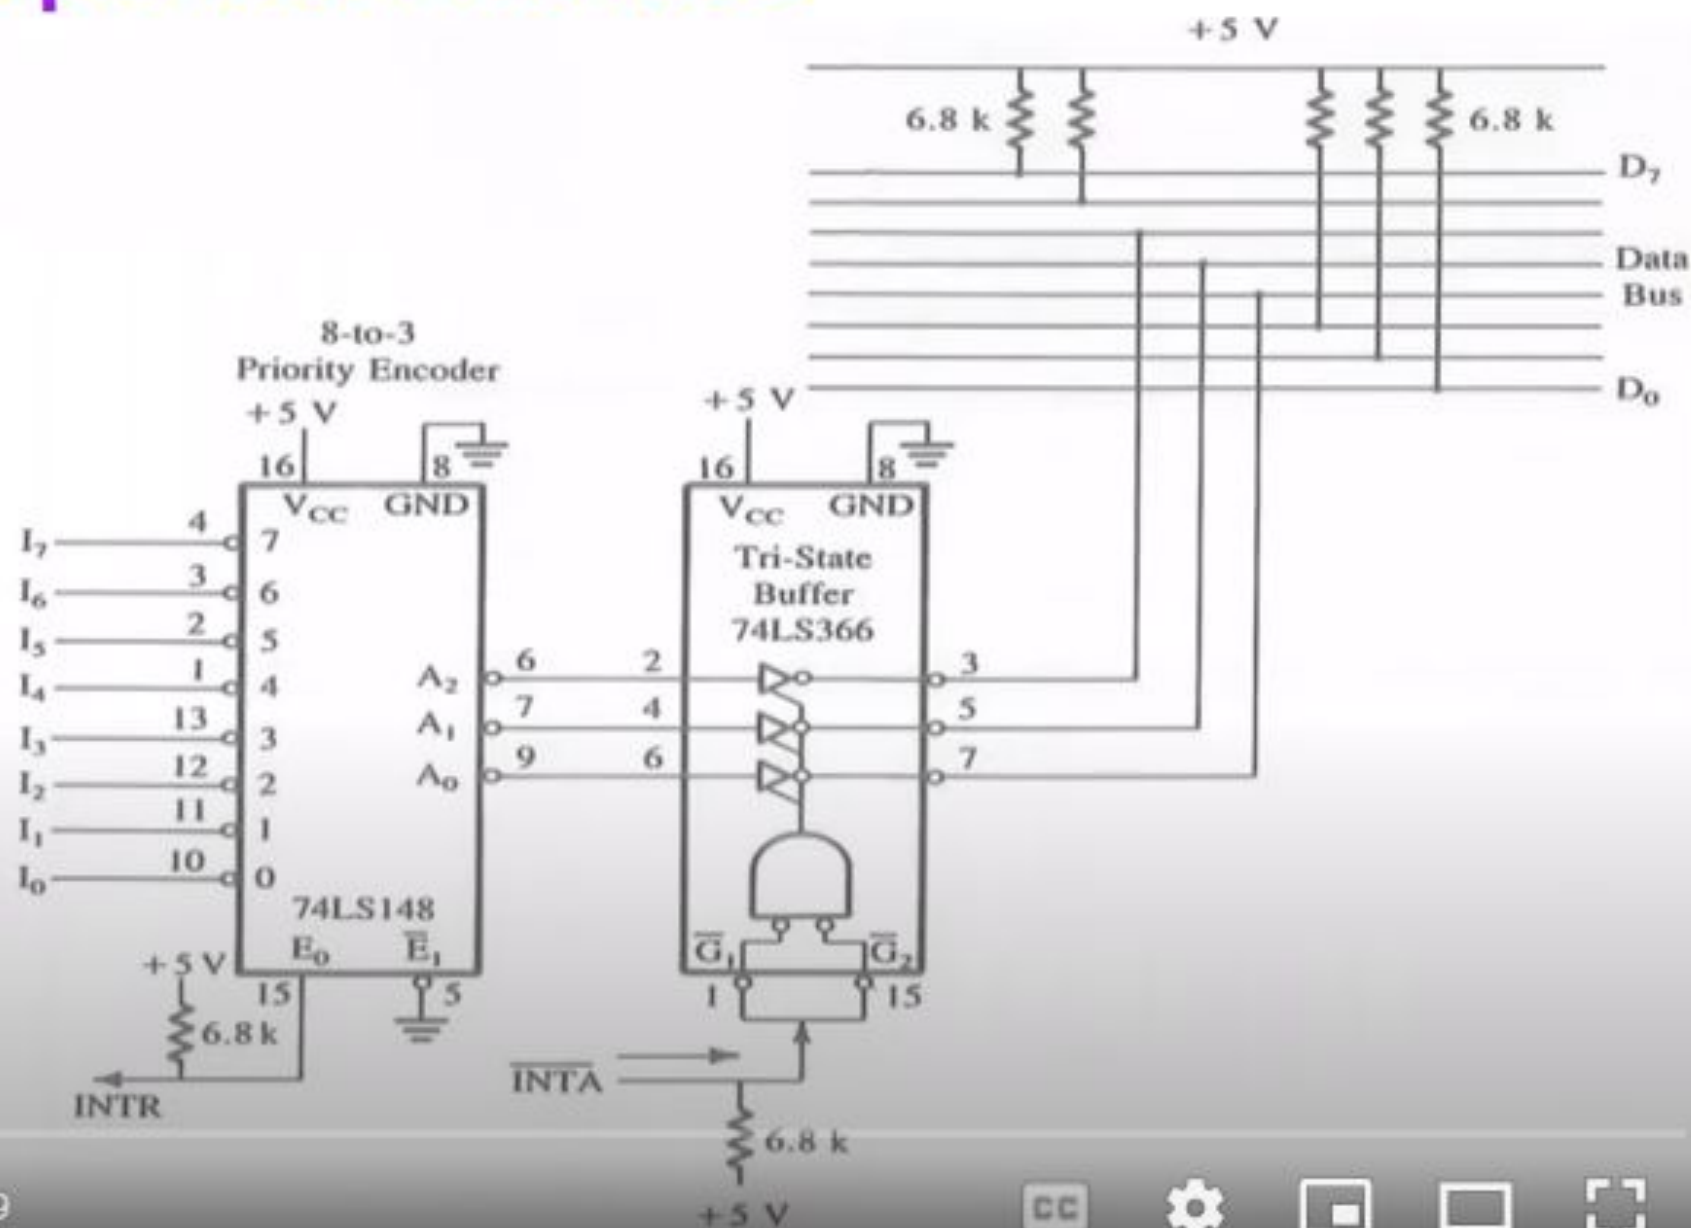 +5 V
6.8 k
6.8 k
D7
Data
Bus
D0
8-to-3
Priority Encoder
+5 V
16
8
VCC GND
I7 4 7
I6 3 6
I5 2 5
I4 1 4
I3 13 3
I2 12 2
I1 11 1
I0 10 0
A2 6
A1 7
A0 9
74LS148
E0 E̅1
15
5
+5 V
6.8 k
INTR
+5 V
16
8
VCC GND
Tri-State
Buffer
74LS366
2 3
4 5
6 7
G̅1 G̅2
1 15
I̅N̅T̅A̅
6.8 k
+5 V
CC